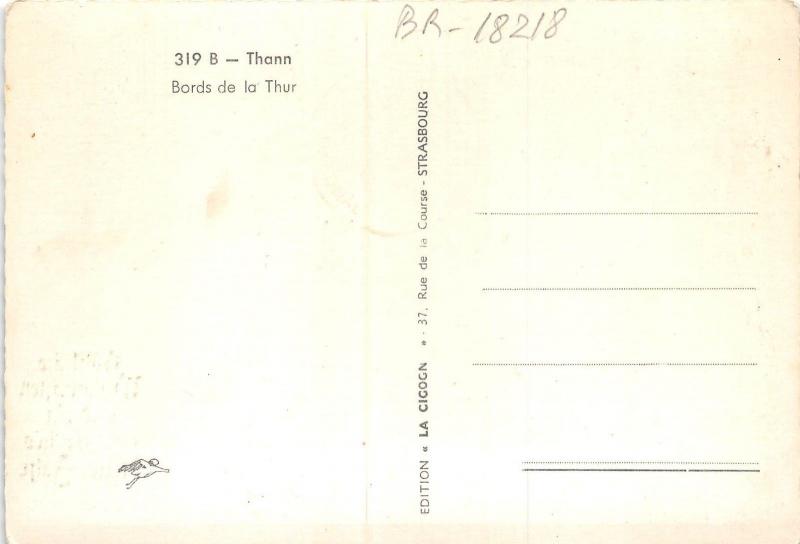 BR-18218
319 B — Thann
Bords de la Thur
EDITION « LA CIGOGN » - 37, Rue de la Course - STRASBOURG